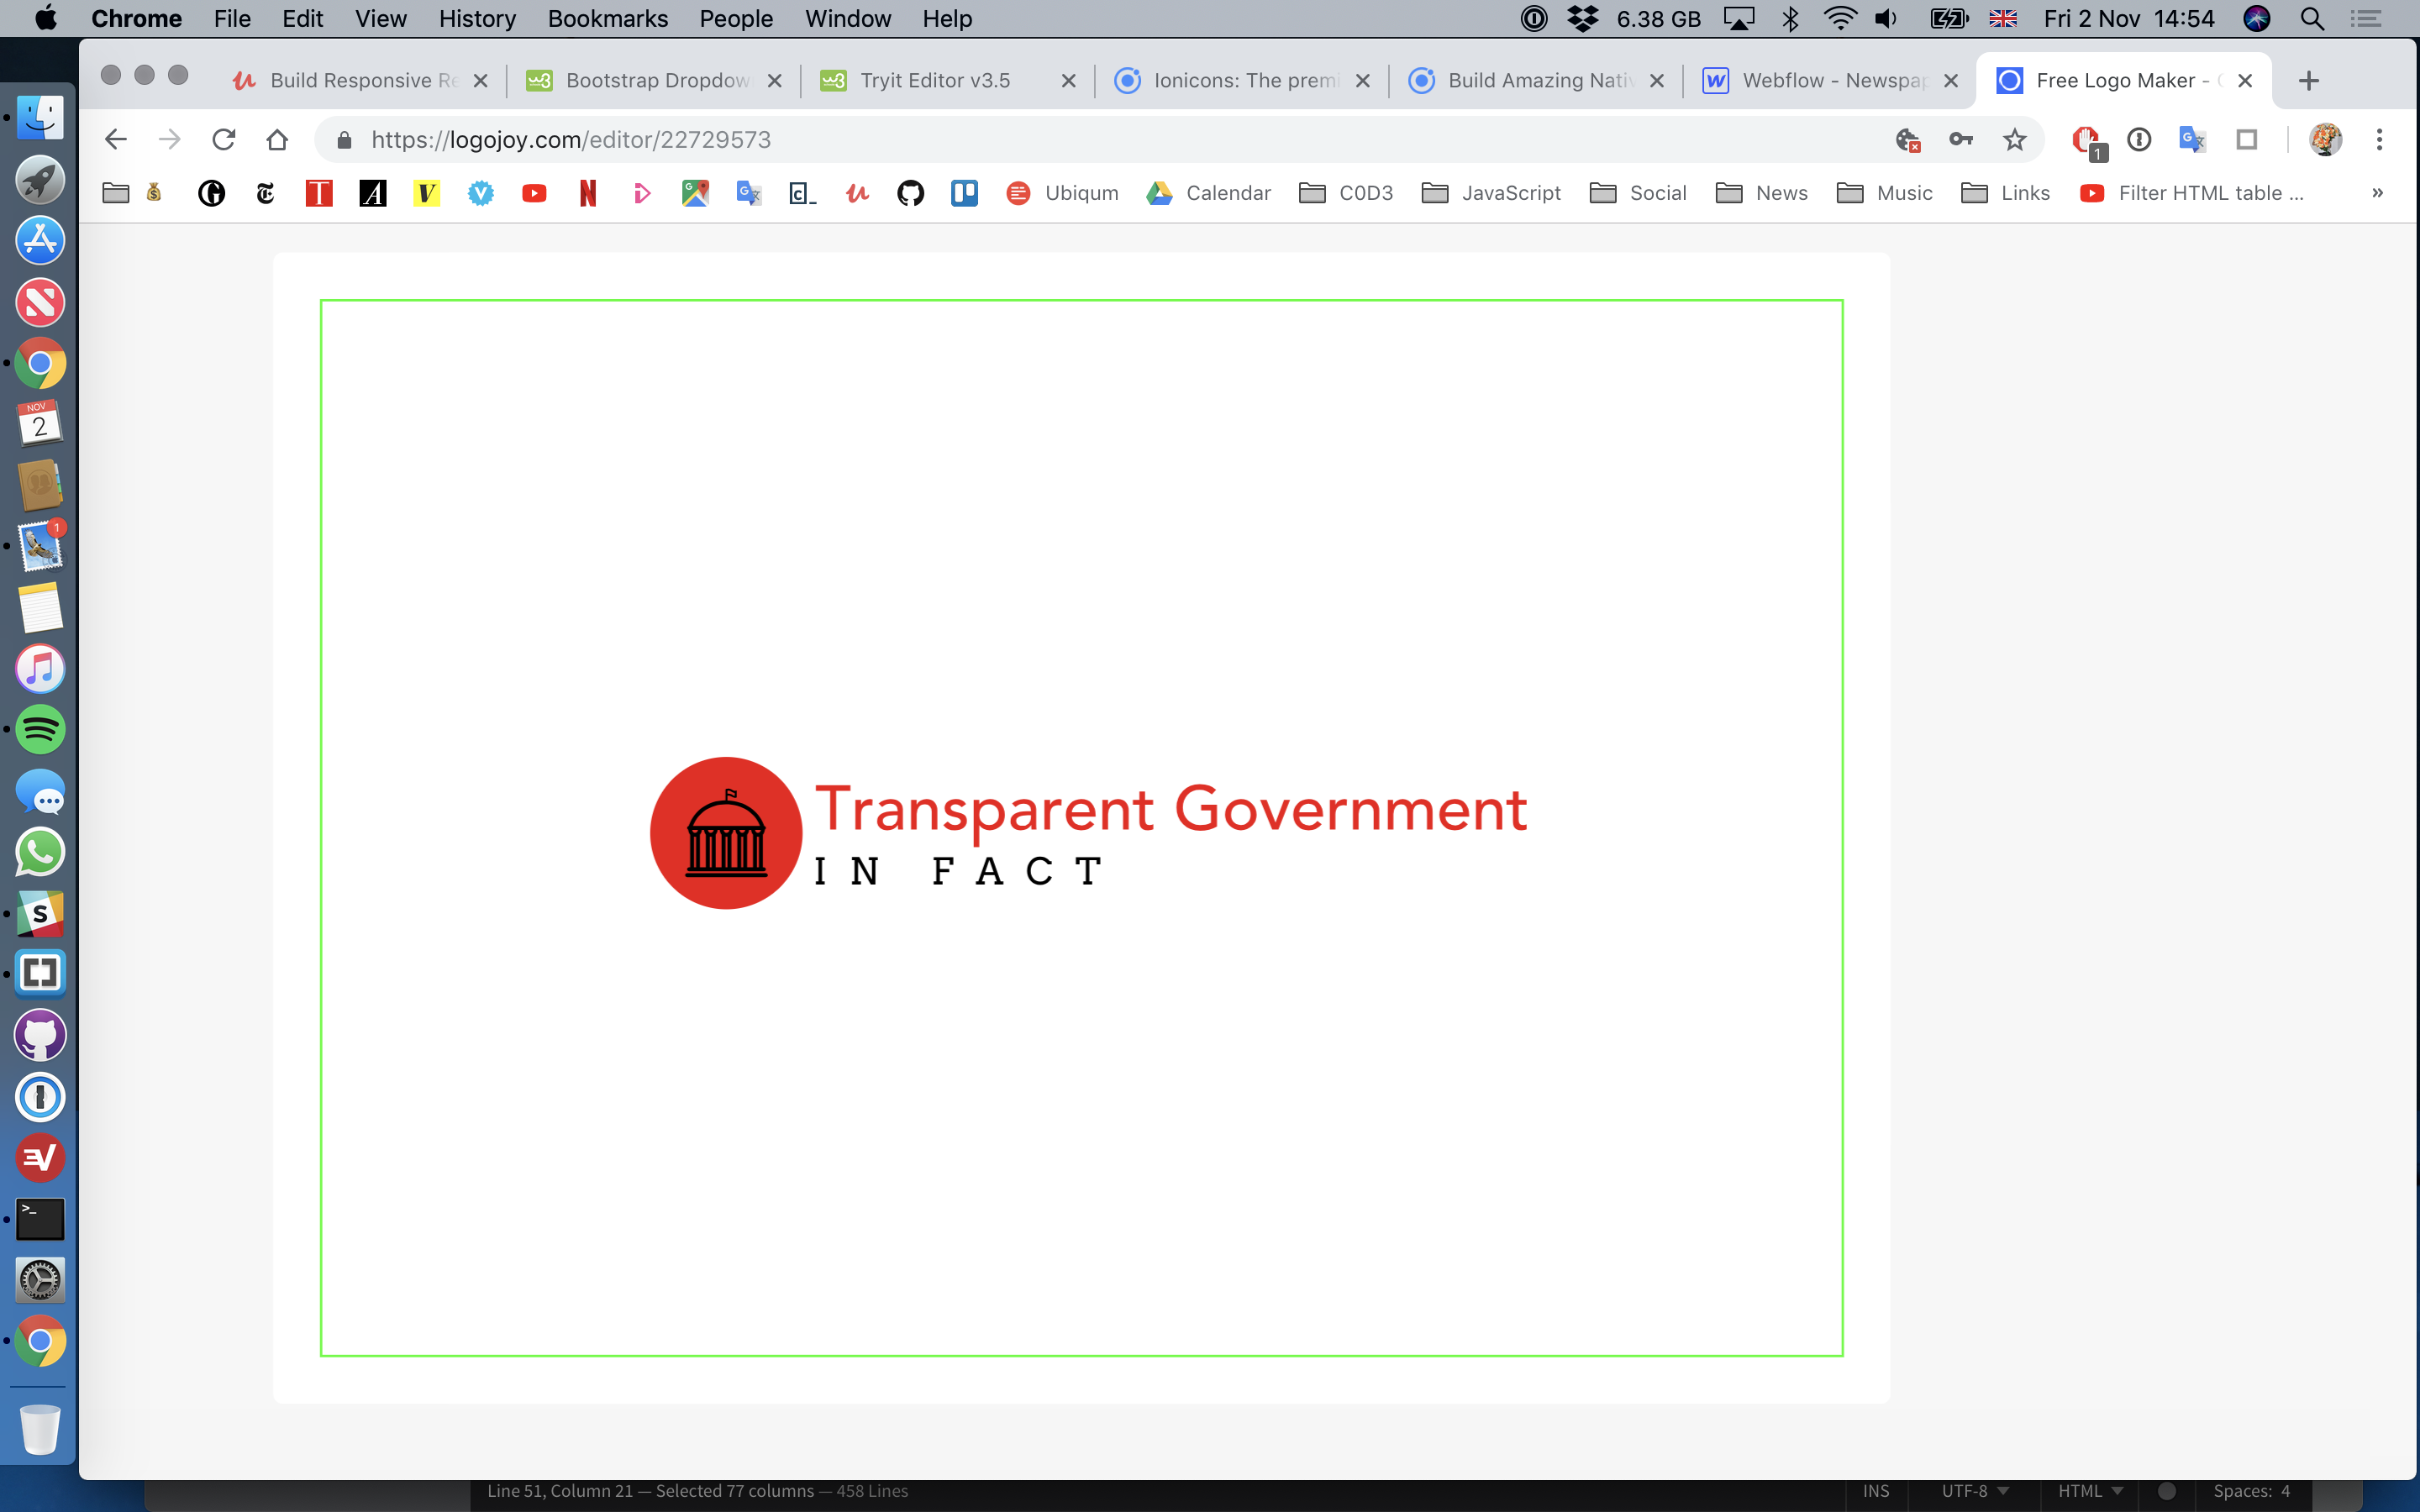 Chrome File Edit View History Bookmarks People Window Help 6.38 GB Fri 2 Nov 14:54
Build Responsive Re Bootstrap Dropdow Tryit Editor v3.5 Ionicons: The premi Build Amazing Nativ Webflow - Newspap Free Logo Maker -
https://logojoy.com/editor/22729573
1
Ubiqum Calendar C0D3 JavaScript Social News Music Links Filter HTML table ... »
NOV
2
1
Transparent Government
IN FACT
Line 51, Column 21 — Selected 77 columns — 458 Lines INS UTF-8 HTML Spaces: 4